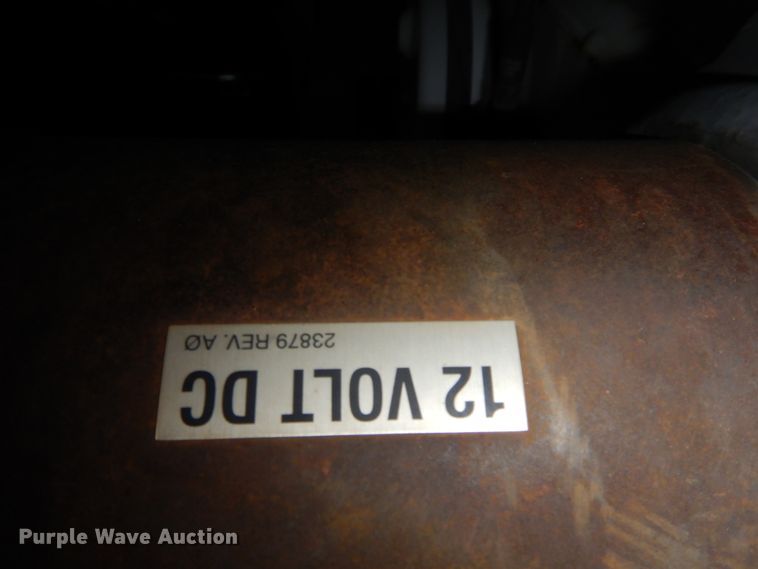 12 VOLT DC
23879 REV. AØ
Purple Wave Auction